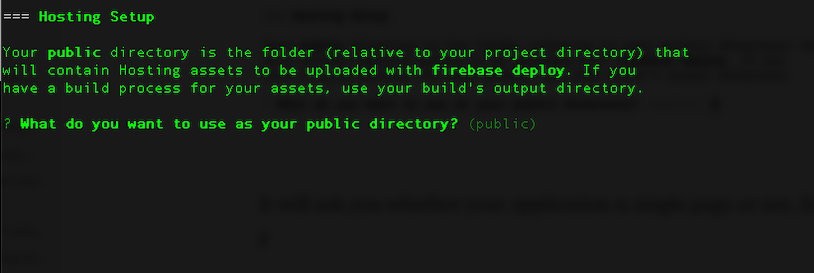 === Hosting Setup
Your public directory is the folder (relative to your project directory) that
will contain Hosting assets to be uploaded with firebase deploy. If you
have a build process for your assets, use your build's output directory.
? What do you want to use as your public directory? (public)